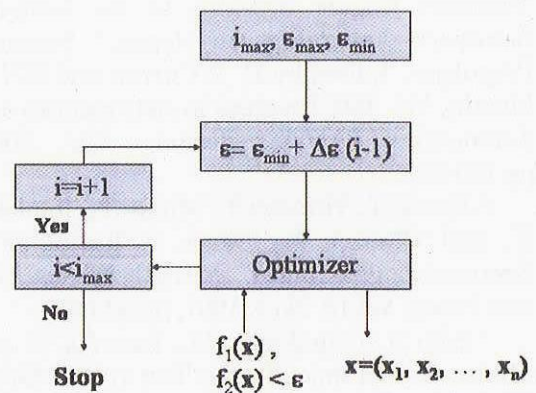 i_max, ε_max, ε_min
ε= ε_min+ Δε (i-1)
i=i+1
Yes
i<i_max
Optimizer
No
Stop
f_1(x) ,
f_2(x) < ε
x=(x_1, x_2, ... , x_n)